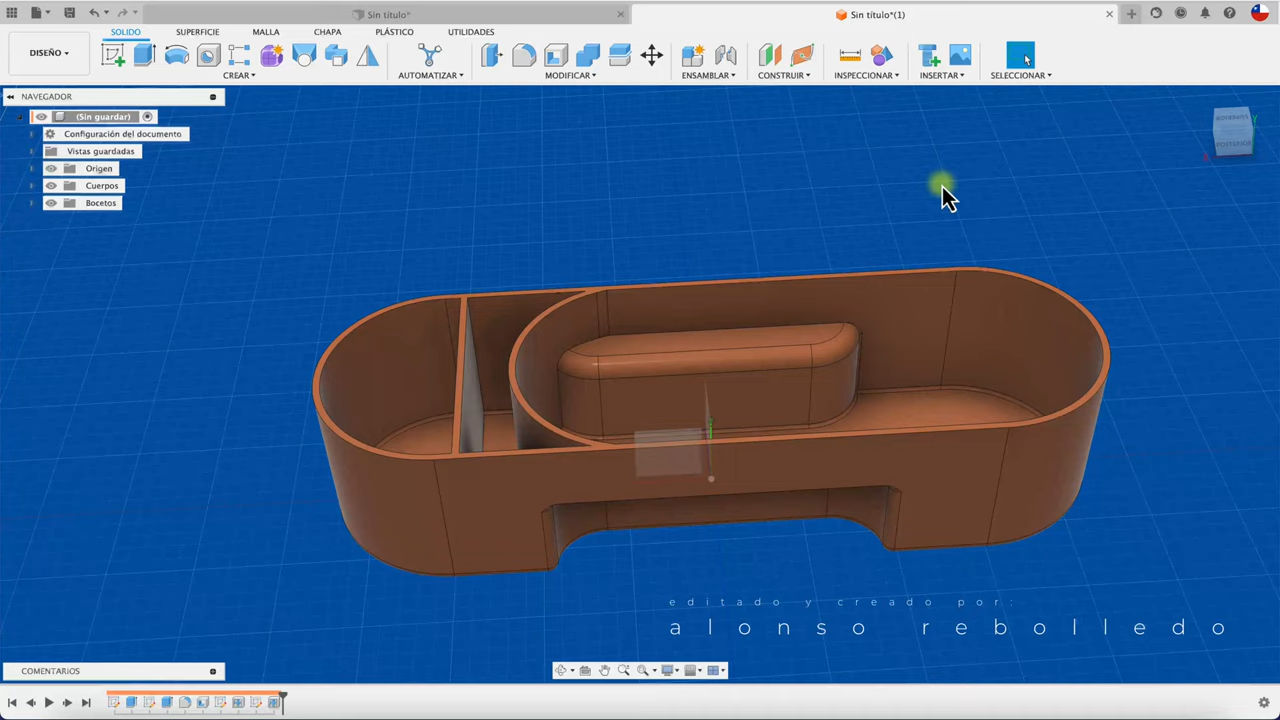 Sin título*
Sin título*(1)
DISEÑO
SOLIDO
SUPERFICIE
MALLA
CHAPA
PLÁSTICO
UTILIDADES
CREAR
AUTOMATIZAR
MODIFICAR
ENSAMBLAR
CONSTRUIR
INSPECCIONAR
INSERTAR
SELECCIONAR
NAVEGADOR
(Sin guardar)
Configuración del documento
Vistas guardadas
Origen
Cuerpos
Bocetos
editado y creado por:
alonso rebolledo
COMENTARIOS